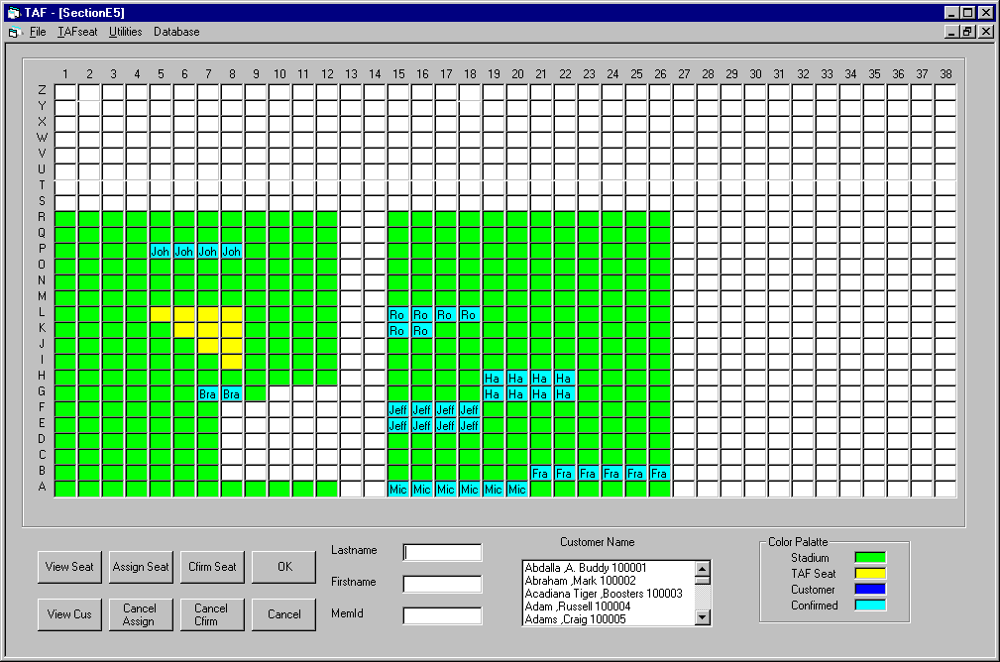 TAF - [SectionE5]
File TAFseat Utilities Database
1 2 3 4 5 6 7 8 9 10 11 12 13 14 15 16 17 18 19 20 21 22 23 24 25 26 27 28 29 30 31 32 33 34 35 36 37 38
Z
Y
X
W
V
U
T
S
R
Q
P Joh Joh Joh Joh
O
N
M
L Ro Ro Ro Ro
K Ro Ro
J
I
H Ha Ha Ha Ha
G Bra Bra Ha Ha Ha Ha
F Jeff Jeff Jeff Jeff
E Jeff Jeff Jeff Jeff
D
C
B Fra Fra Fra Fra Fra Fra
A Mic Mic Mic Mic Mic Mic
View Seat Assign Seat Cfirm Seat OK
View Cus Cancel Assign Cancel Cfirm Cancel
Lastname
Firstname
MemId
Customer Name
Abdalla ,A. Buddy 100001
Abraham ,Mark 100002
Acadiana Tiger ,Boosters 100003
Adam ,Russell 100004
Adams ,Craig 100005
Color Palatte
Stadium
TAF Seat
Customer
Confirmed